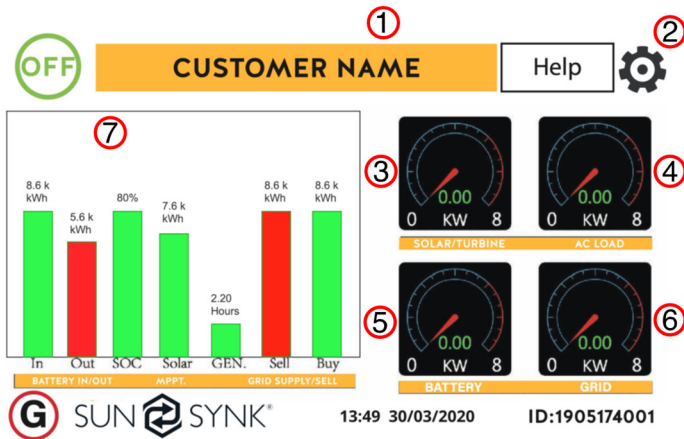 1
2
OFF
CUSTOMER NAME
Help
7
3
4
8.6 k
kWh
5.6 k
kWh
80%
7.6 k
kWh
2.20
Hours
8.6 k
kWh
8.6 k
kWh
In Out SOC Solar GEN. Sell Buy
BATTERY IN/OUT MPPT. GRID SUPPLY/SELL
0.00
0 KW 8
0.00
0 KW 8
SOLAR/TURBINE AC LOAD
5
6
0.00
0 KW 8
0.00
0 KW 8
BATTERY GRID
G SUN SYNK®
13:49 30/03/2020 ID:1905174001